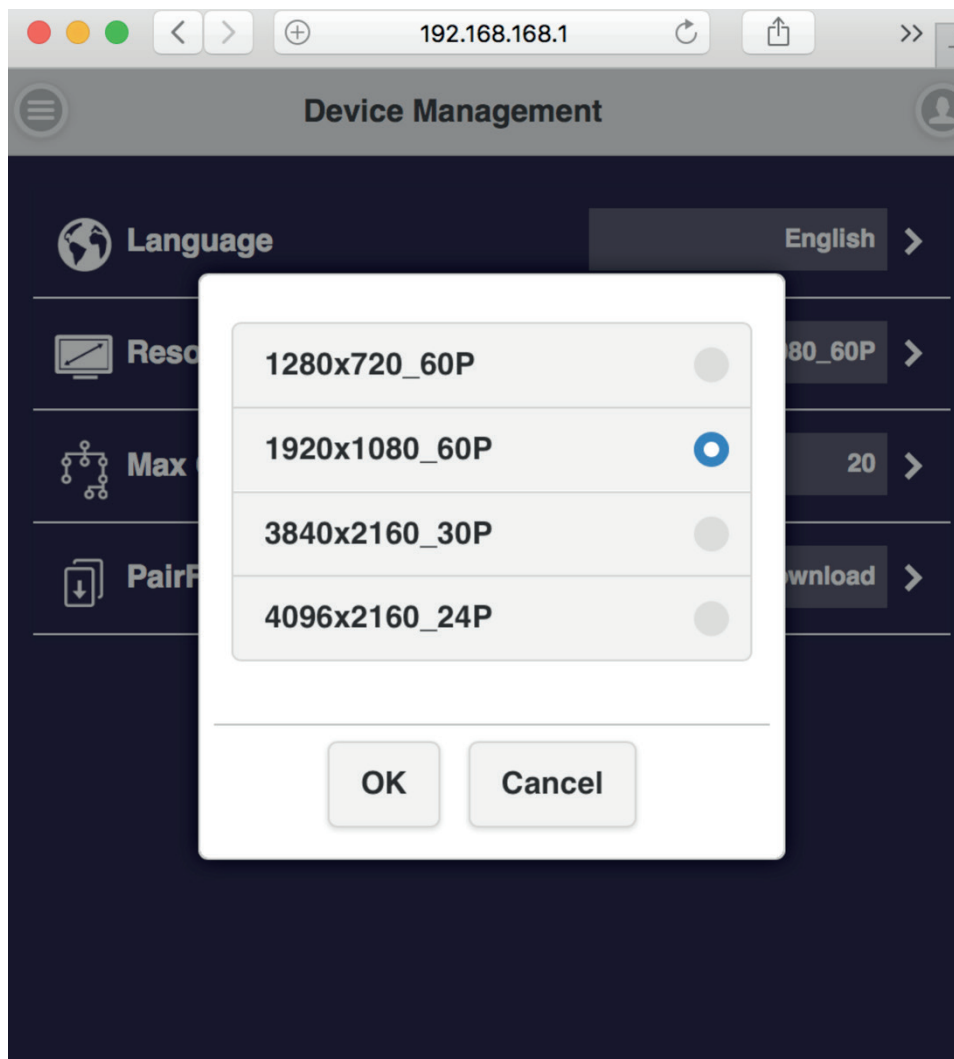 192.168.168.1
Device Management
Language English
Reso 80_60P
1280x720_60P
1920x1080_60P
Max 20
3840x2160_30P
PairF wnload
4096x2160_24P
OK Cancel